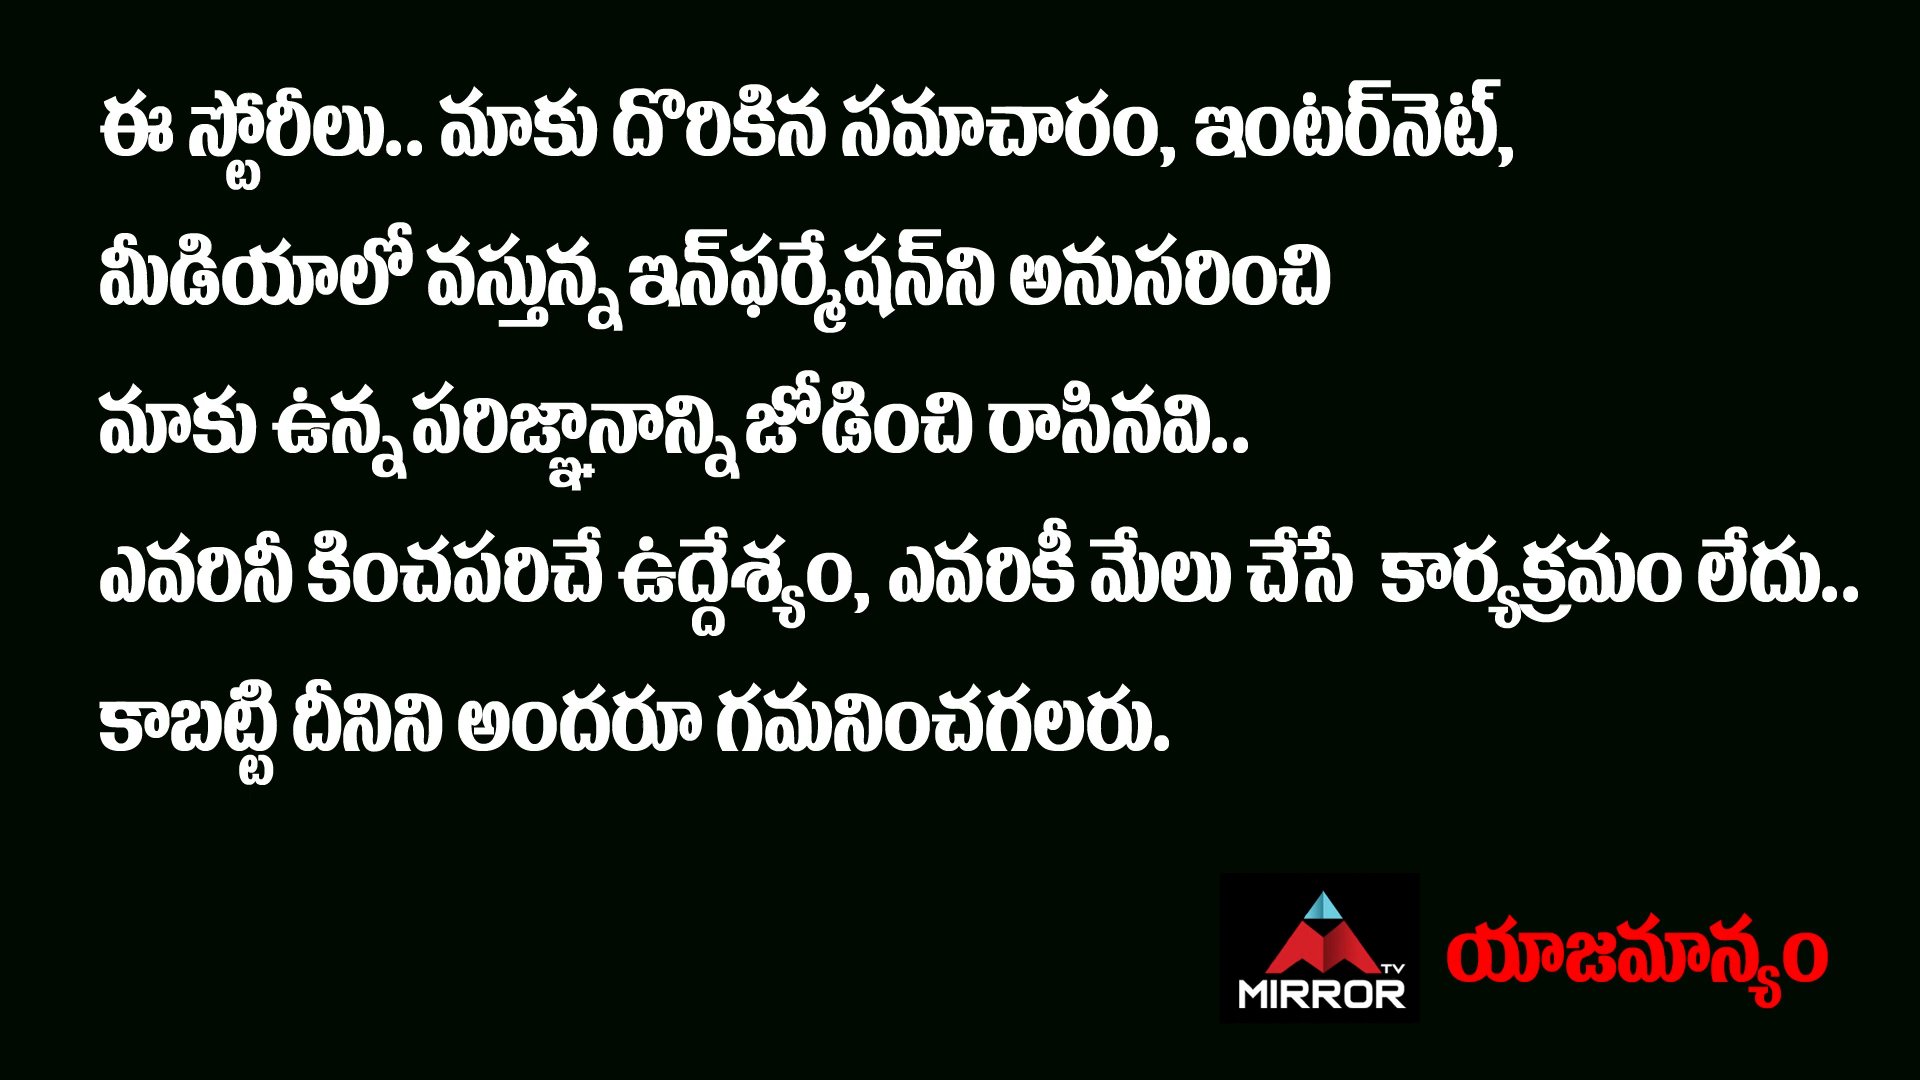 ఈ స్టోరీలు.. మాకు దొరికిన సమాచారం, ఇంటర్‌నెట్,
మీడియాలో వస్తున్న ఇన్‌ఫర్మేషన్‌ని అనుసరించి
మాకు ఉన్న పరిజ్ఞానాన్ని జోడించి రాసినవి..
ఎవరినీ కించపరిచే ఉద్దేశ్యం, ఎవరికీ మేలు చేసే కార్యక్రమం లేదు..
కాబట్టి దీనిని అందరూ గమనించగలరు.
TV
MIRROR
యాజమాన్యం